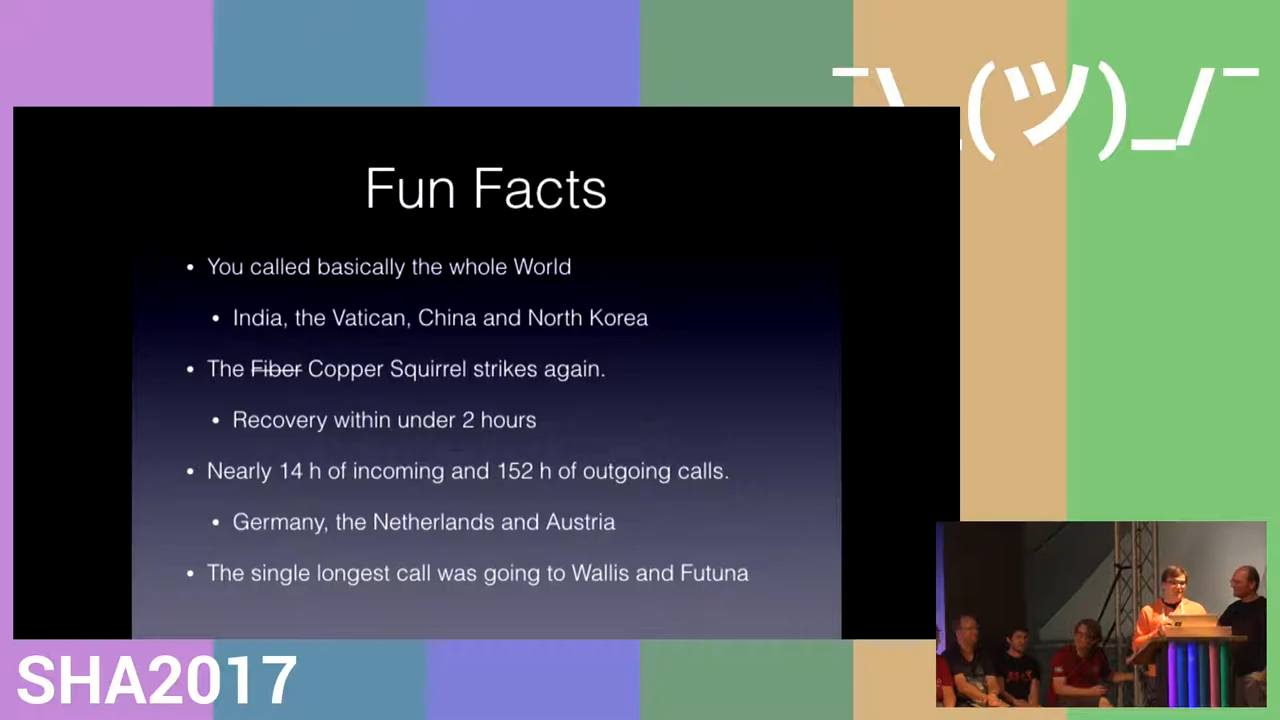 ¯\_(ツ)_/¯
Fun Facts
• You called basically the whole World
• India, the Vatican, China and North Korea
• The Fiber Copper Squirrel strikes again.
• Recovery within under 2 hours
• Nearly 14 h of incoming and 152 h of outgoing calls.
• Germany, the Netherlands and Austria
• The single longest call was going to Wallis and Futuna
SHA2017